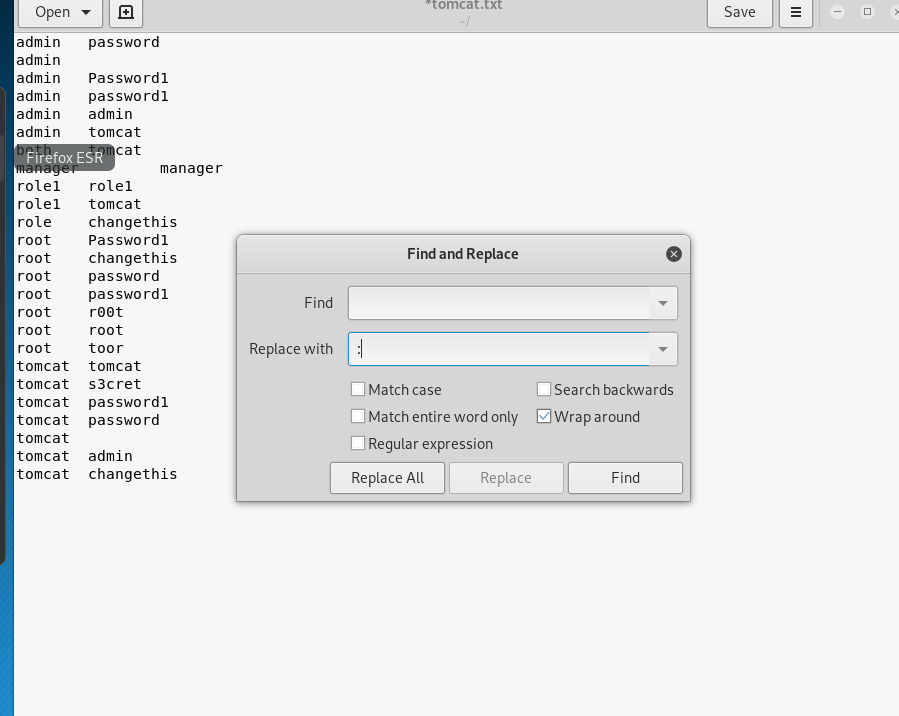 Open
*tomcat.txt
~/
Save
admin password
admin
admin Password1
admin password1
admin admin
admin tomcat
both tomcat
Firefox ESR
manager manager
role1 role1
role1 tomcat
role changethis
root Password1
root changethis
root password
root password1
root r00t
root root
root toor
tomcat tomcat
tomcat s3cret
tomcat password1
tomcat password
tomcat
tomcat admin
tomcat changethis
Find and Replace
Find
Replace with :
Match case Search backwards
Match entire word only Wrap around
Regular expression
Replace All Replace Find